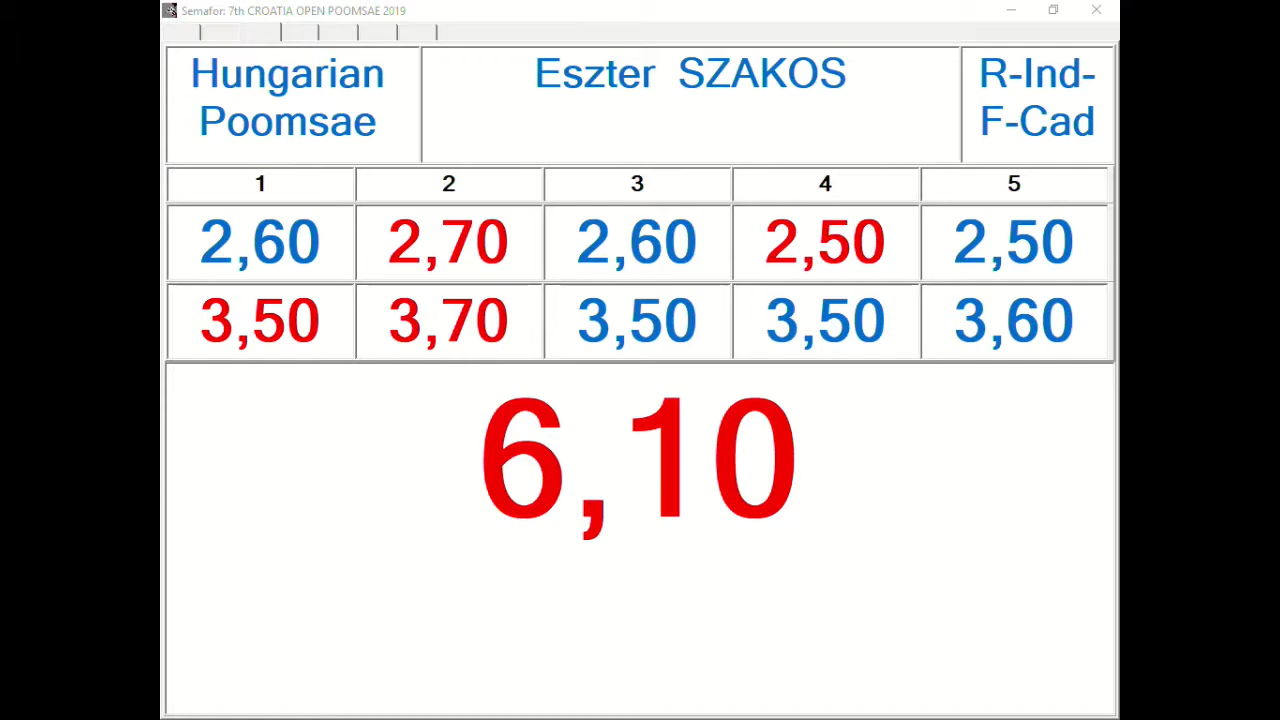 Semafor: 7th CROATIA OPEN POOMSAE 2019
Hungarian Poomsae
Eszter SZAKOS
R-Ind-F-Cad
1 2 3 4 5
2,60 2,70 2,60 2,50 2,50
3,50 3,70 3,50 3,50 3,60
6,10